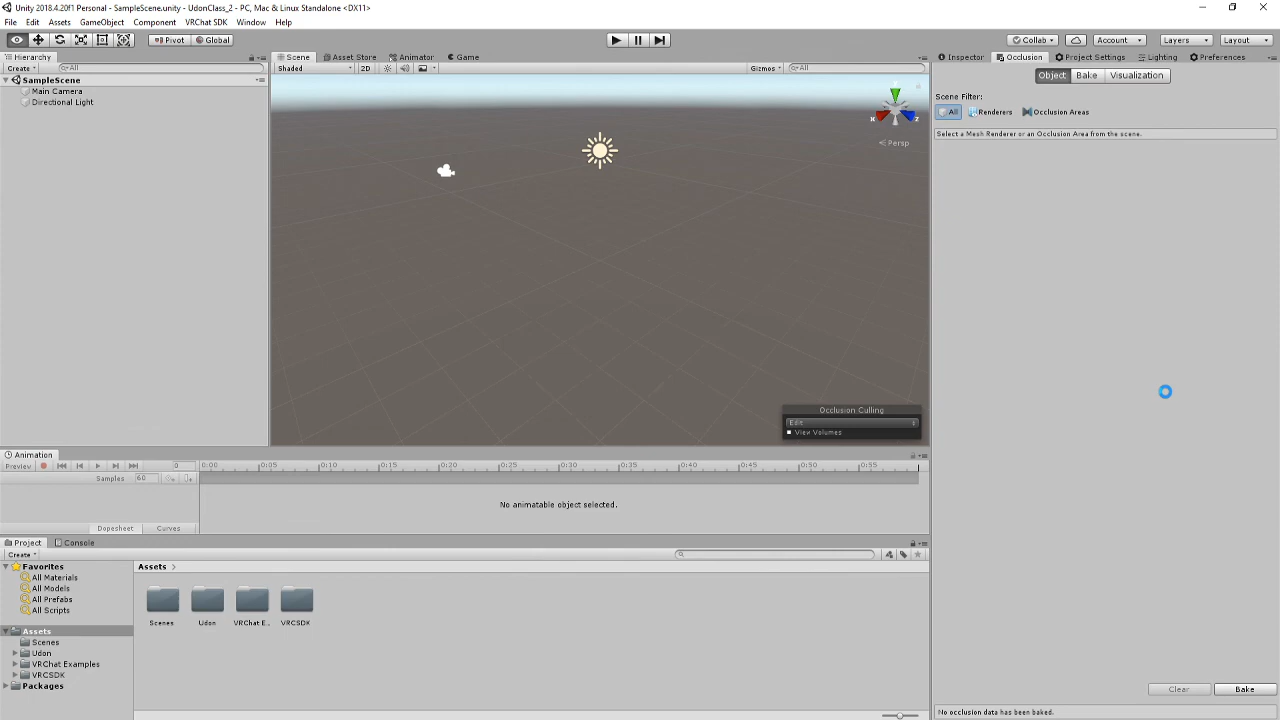 Unity 2018.4.20f1 Personal - SampleScene.unity - UdonClass_2 - PC, Mac & Linux Standalone <DX11>
File Edit Assets GameObject Component VRChat SDK Window Help
Pivot Global Collab Account Layers Layout
Hierarchy Scene Asset Store Animator Game Inspector Occlusion Project Settings Lighting Preferences
Create All Shaded 2D Gizmos All
Object Bake Visualization
SampleScene
Main Camera
Directional Light
X Z
Persp
Scene Filter:
All Renderers Occlusion Areas
Select a Mesh Renderer or an Occlusion Area from the scene.
Occlusion Culling
Edit
View Volumes
Animation
Preview 0 0:00 0:05 0:10 0:15 0:20 0:25 0:30 0:35 0:40 0:45 0:50 0:55
Samples 60
No animatable object selected.
Dopesheet Curves
Project Console
Create
Favorites
All Materials
All Models
All Prefabs
All Scripts
Assets
Scenes
Udon
VRChat Examples
VRCSDK
Packages
Assets
Scenes Udon VRChat E.. VRCSDK
Clear Bake
No occlusion data has been baked.